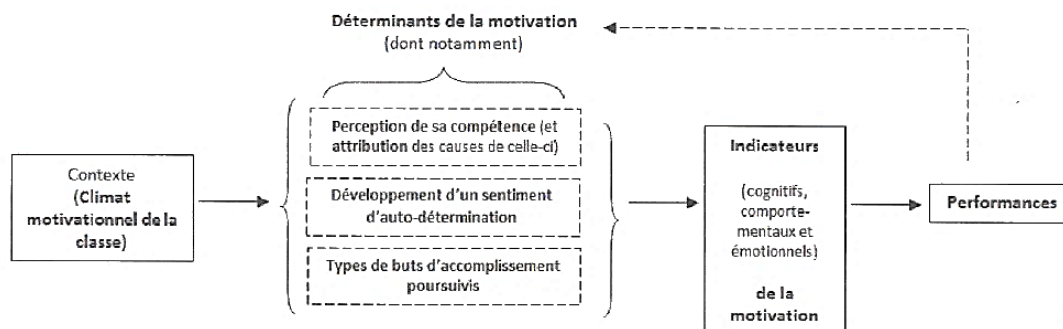 Déterminants de la motivation
(dont notamment)
Contexte
(Climat
motivationnel de la
classe)
Perception de sa compétence (et
attribution des causes de celle-ci)
Développement d'un sentiment
d'auto-détermination
Types de buts d'accomplissement
poursuivis
Indicateurs
(cognitifs,
comporte-
mentaux et
émotionnels)
de la
motivation
Performances